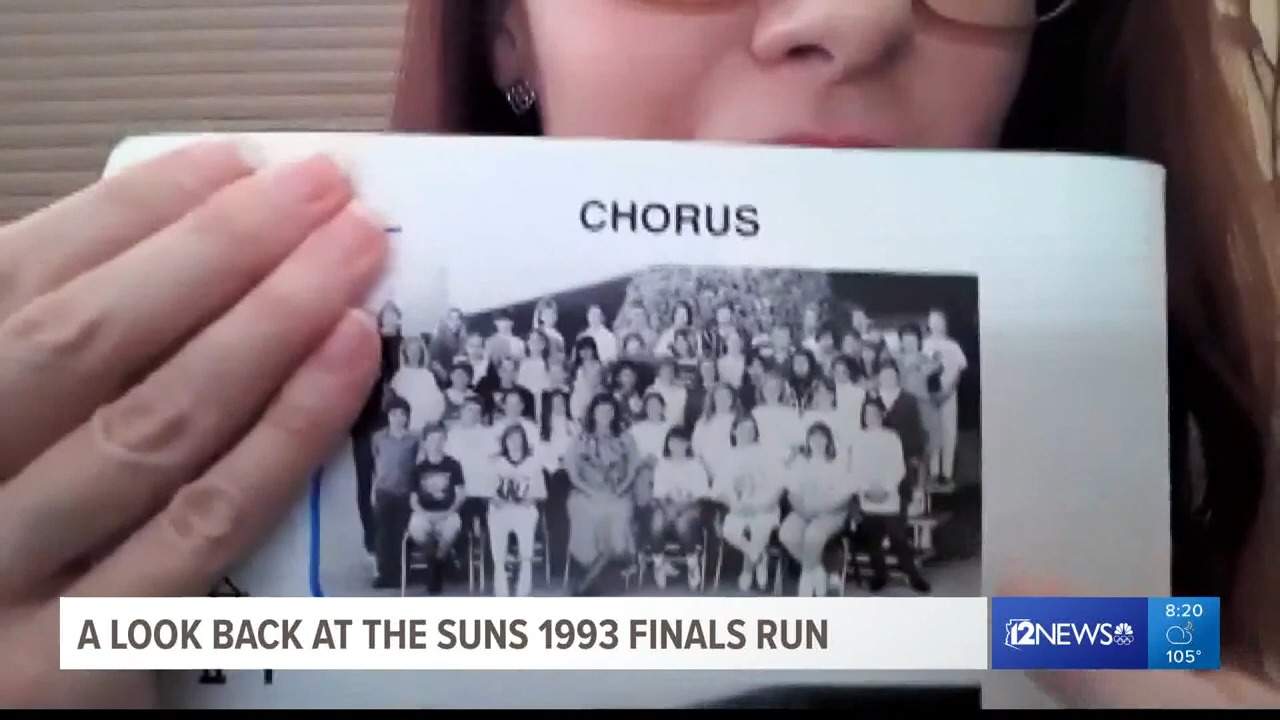 CHORUS
A LOOK BACK AT THE SUNS 1993 FINALS RUN
12NEWS
8:20
105°